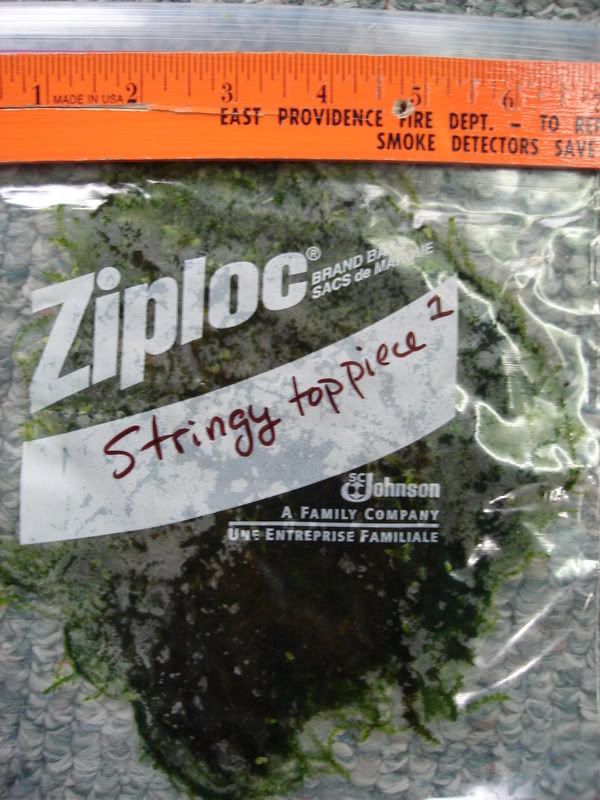 1 MADE IN USA 2 3 4 5 6
EAST PROVIDENCE FIRE DEPT. - TO
SMOKE DETECTORS SAVE
Ziploc®
BRAND
SACS de
Stringy top piece 1
SC Johnson
A FAMILY COMPANY
UNE ENTREPRISE FAMILIALE